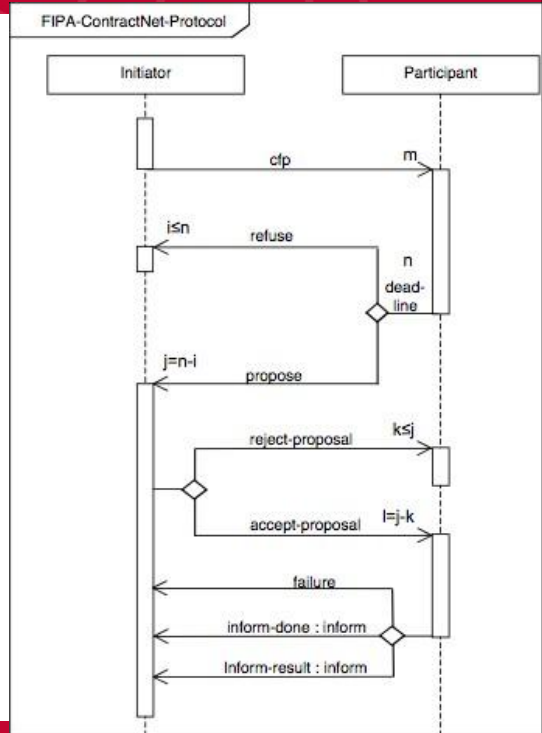 FIPA-ContractNet-Protocol
Initiator
Participant
cfp
m
i≤n
refuse
n
dead-
line
j=n-i
propose
reject-proposal
k≤j
accept-proposal
l=j-k
failure
inform-done : inform
Inform-result : inform